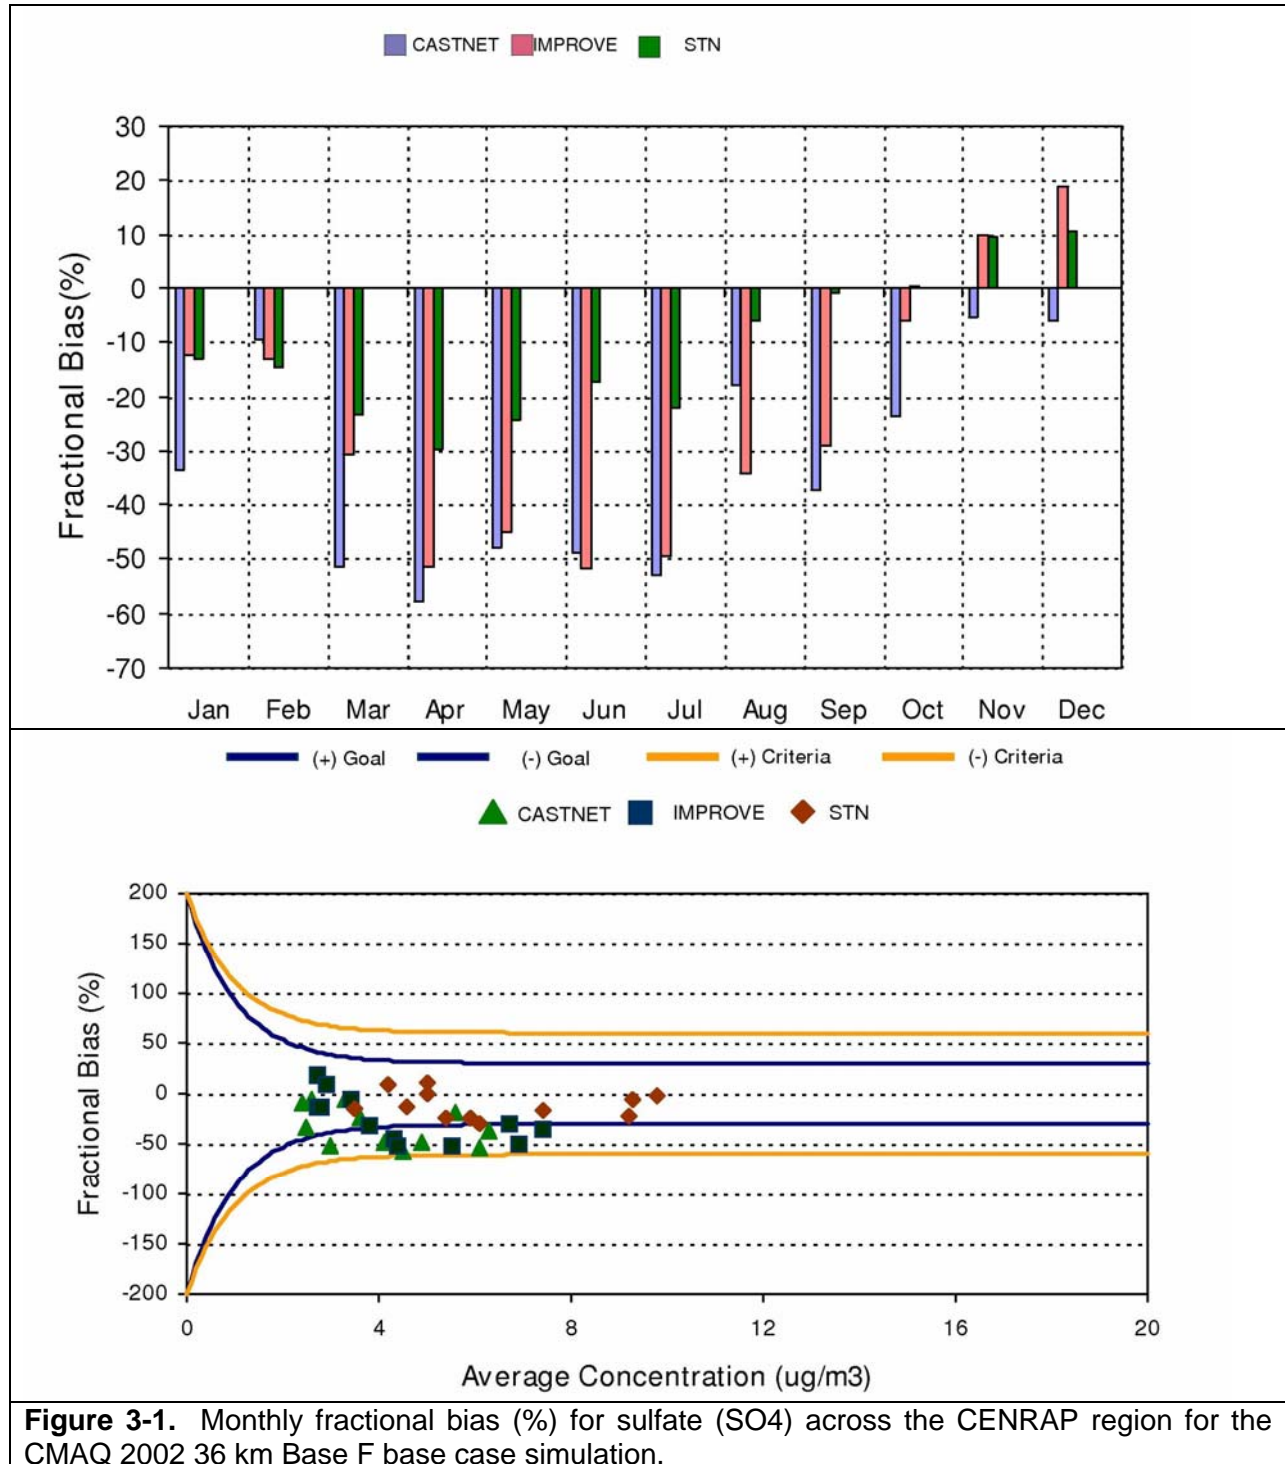 CASTNET IMPROVE STN
30
20
10
0
-10
-20
-30
-40
-50
-60
-70
Fractional Bias(%)
Jan Feb Mar Apr May Jun Jul Aug Sep Oct Nov Dec
(+) Goal (-) Goal (+) Criteria (-) Criteria
CASTNET IMPROVE STN
200
150
100
50
0
-50
-100
-150
-200
Fractional Bias (%)
0 4 8 12 16 20
Average Concentration (ug/m3)
Figure 3-1. Monthly fractional bias (%) for sulfate (SO4) across the CENRAP region for the
CMAQ 2002 36 km Base F base case simulation.